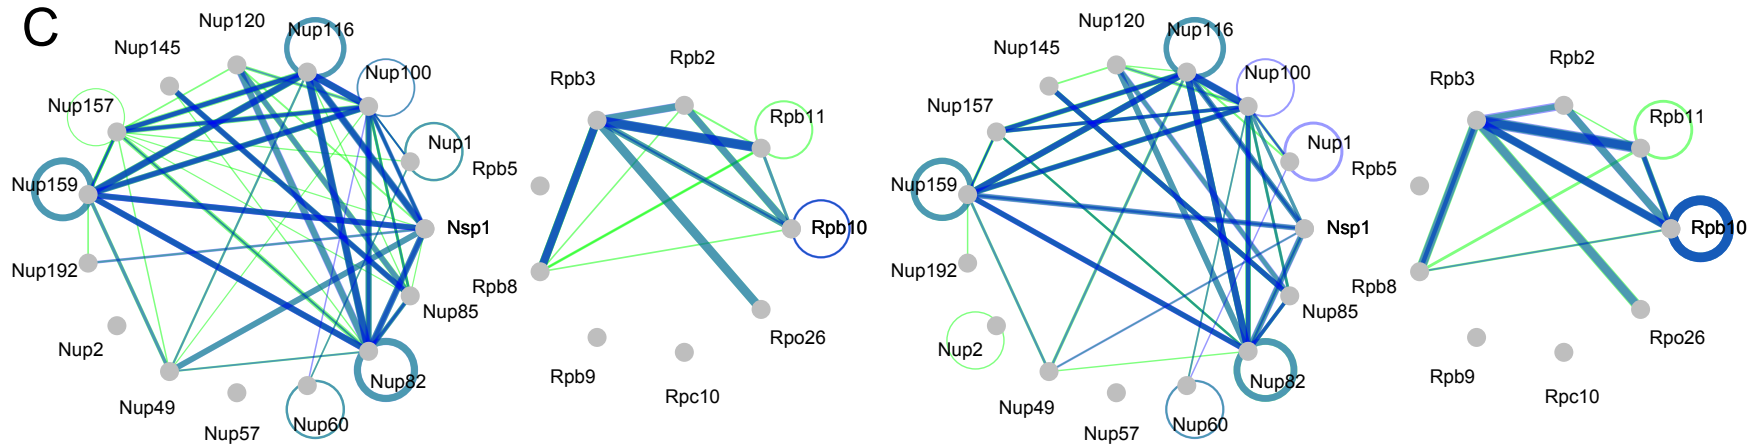 C
Nup120
Nup116
Nup145
Nup100
Nup157
Nup1
Nup159
Nsp1
Nup192
Nup85
Nup2
Nup82
Nup49
Nup60
Nup57
Rpb2
Rpb3
Rpb11
Rpb5
Rpb10
Rpb8
Rpo26
Rpb9
Rpc10
Nup120
Nup116
Nup145
Nup100
Nup157
Nup1
Nup159
Nsp1
Nup192
Nup85
Nup2
Nup82
Nup49
Nup60
Nup57
Rpb2
Rpb3
Rpb11
Rpb5
Rpb10
Rpb8
Rpo26
Rpb9
Rpc10